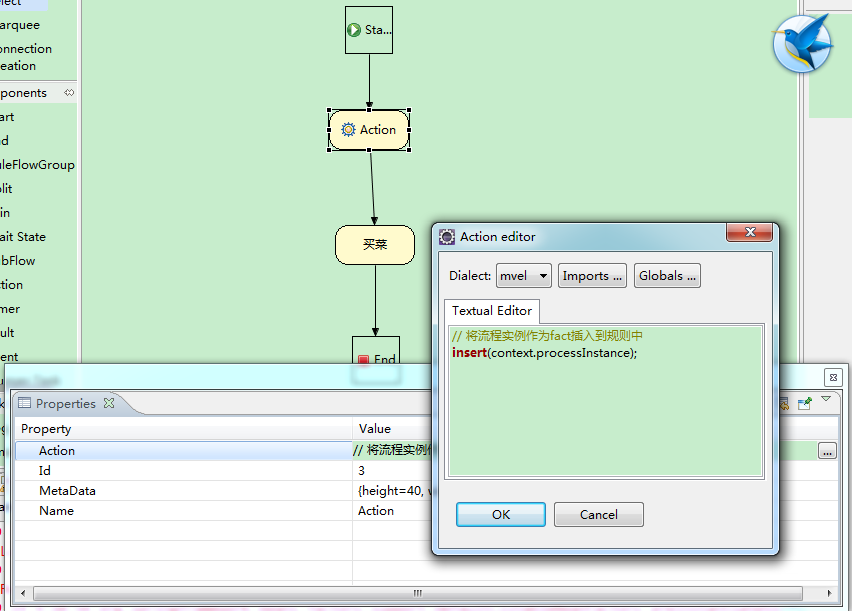 arquee
onnection
eation
ponents
art
d
uleFlowGroup
lit
in
ait State
bFlow
tion
mer
ult
ent
Sta...
Action
买菜
End
Action editor
Dialect: mvel Imports ... Globals ...
Textual Editor
// 将流程实例作为fact插入到规则中
insert(context.processInstance);
OK Cancel
Properties
Property Value
Action // 将流程实例作 ...
Id 3
MetaData {height=40, w
Name Action